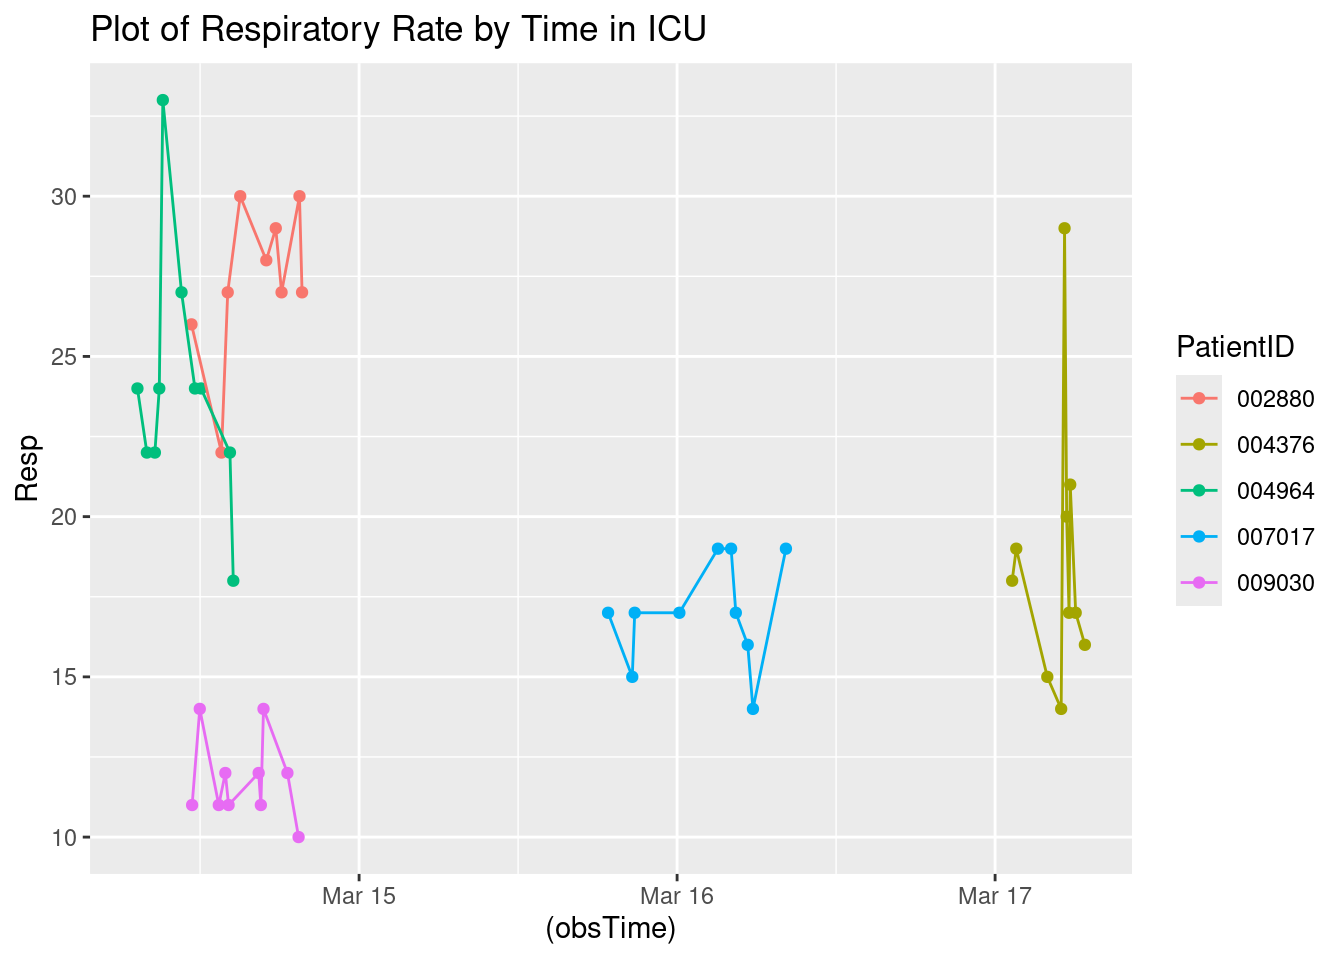 Plot of Respiratory Rate by Time in ICU
30
25
20
15
10
Resp
Mar 15
Mar 16
Mar 17
(obsTime)
PatientID
002880
004376
004964
007017
009030